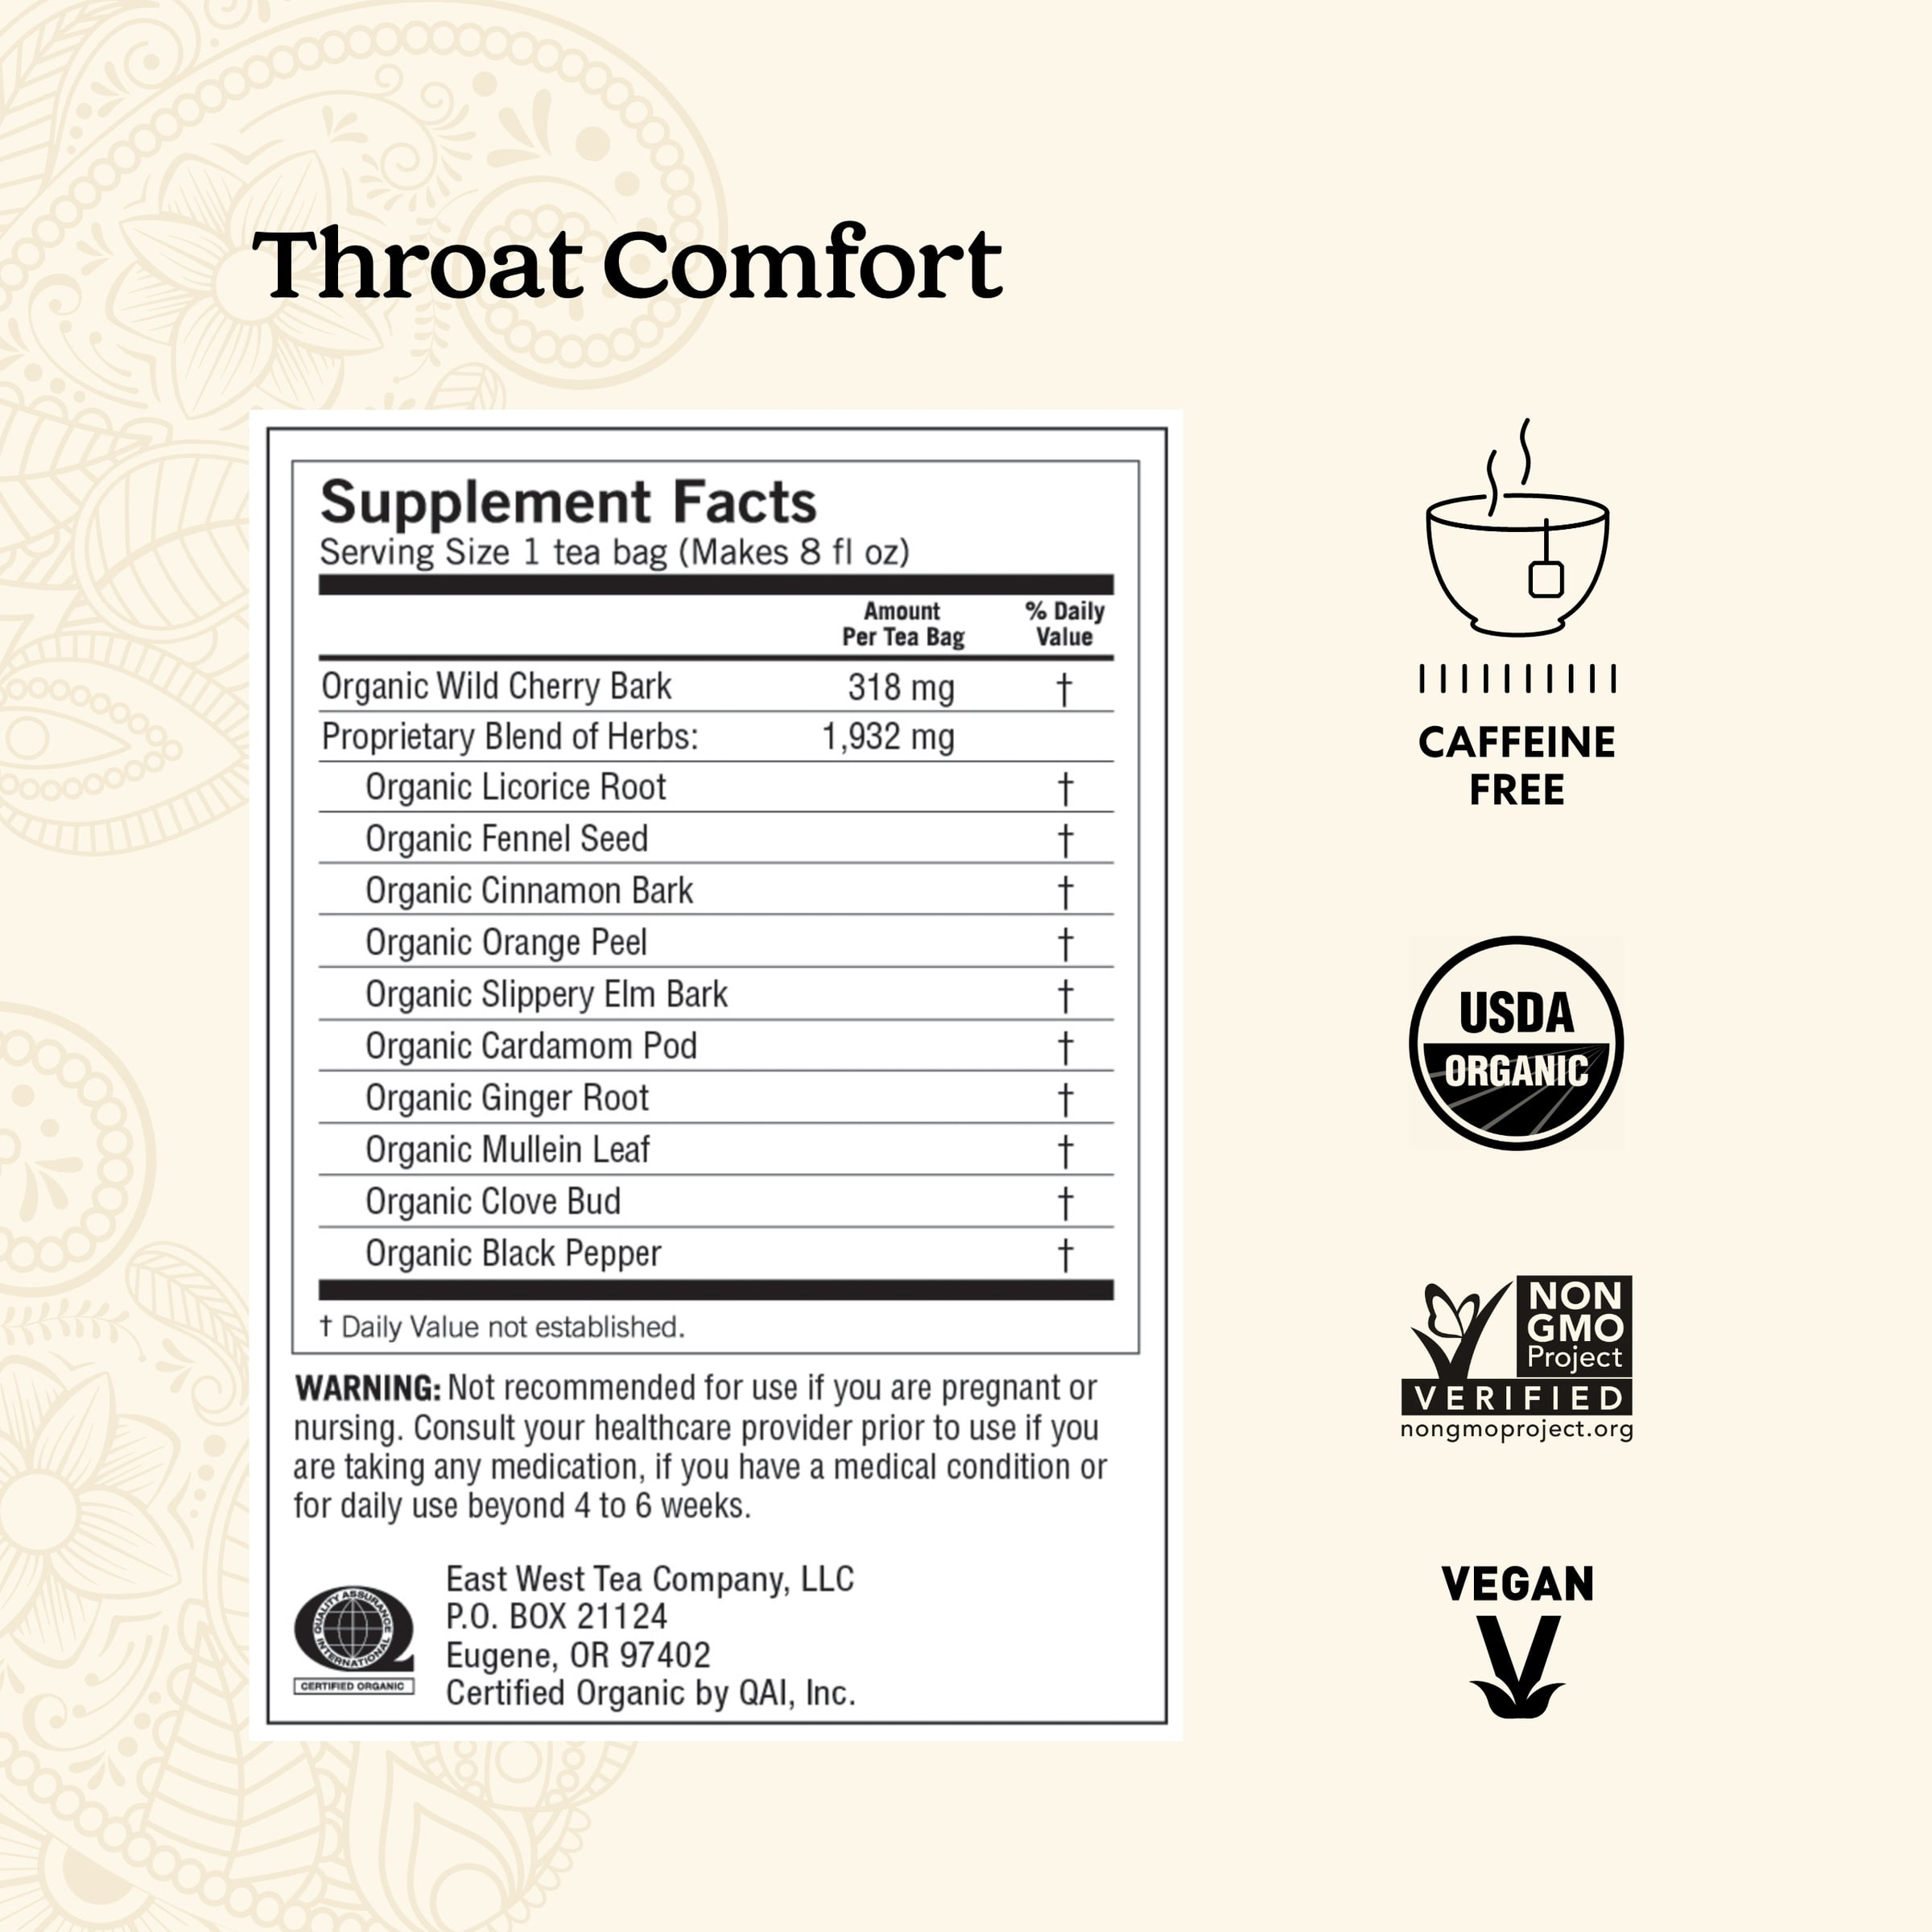 Throat Comfort
Supplement Facts
Serving Size 1 tea bag (Makes 8 fl oz)
Amount
Per Tea Bag
% Daily
Value
Organic Wild Cherry Bark 318 mg †
Proprietary Blend of Herbs: 1,932 mg
Organic Licorice Root †
Organic Fennel Seed †
Organic Cinnamon Bark †
Organic Orange Peel †
Organic Slippery Elm Bark †
Organic Cardamom Pod †
Organic Ginger Root †
Organic Mullein Leaf †
Organic Clove Bud †
Organic Black Pepper †
† Daily Value not established.
WARNING: Not recommended for use if you are pregnant or
nursing. Consult your healthcare provider prior to use if you
are taking any medication, if you have a medical condition or
for daily use beyond 4 to 6 weeks.
QUALITY ASSURANCE
INTERNATIONAL
CERTIFIED ORGANIC
East West Tea Company, LLC
P.O. BOX 21124
Eugene, OR 97402
Certified Organic by QAI, Inc.
CAFFEINE
FREE
USDA
ORGANIC
NON
GMO
Project
VERIFIED
nongmoproject.org
VEGAN
V